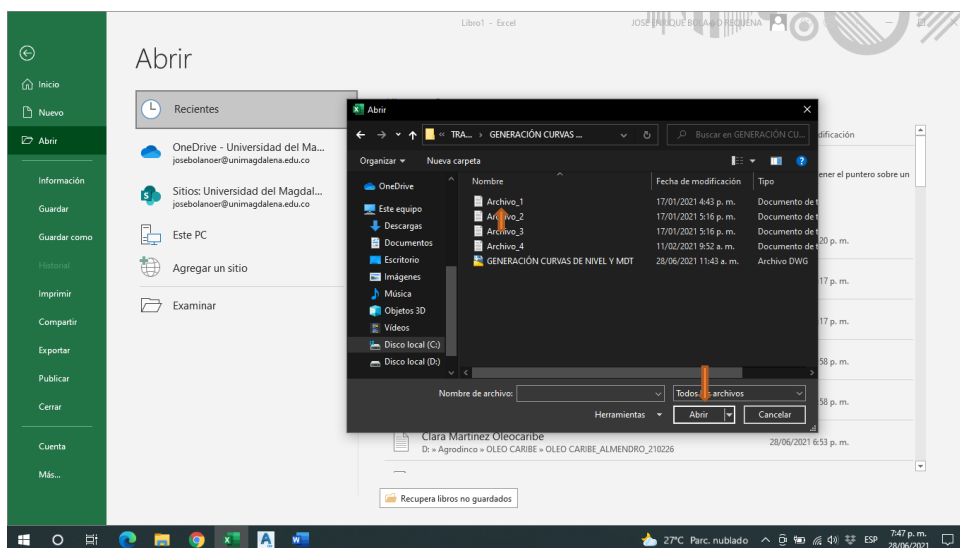 Libro1 - Excel
Abrir
Inicio
Nuevo
Abrir
Información
Guardar
Guardar como
Historial
Imprimir
Compartir
Exportar
Publicar
Cerrar
Cuenta
Más...
Recientes
OneDrive - Universidad del Ma...
josebolanoer@unimagdalena.edu.co
Sitios: Universidad del Magdal...
josebolanoer@unimagdalena.edu.co
Este PC
Agregar un sitio
Examinar
Abrir
« TRA... › GENERACIÓN CURVAS ...
Buscar en GENERACIÓN CU...
Organizar
Nueva carpeta
OneDrive
Este equipo
Descargas
Documentos
Escritorio
Imágenes
Música
Objetos 3D
Vídeos
Disco local (C:)
Disco local (D:)
Nombre Fecha de modificación Tipo
Archivo_1 17/01/2021 4:43 p. m. Documento de t
Archivo_2 17/01/2021 5:16 p. m. Documento de t
Archivo_3 17/01/2021 5:16 p. m. Documento de t
Archivo_4 11/02/2021 9:52 a. m. Documento de t
GENERACIÓN CURVAS DE NIVEL Y MDT 28/06/2021 11:43 a. m. Archivo DWG
Nombre de archivo:
Todos archivos
Herramientas
Abrir
Cancelar
dificación
ener el puntero sobre un
20 p. m.
17 p. m.
17 p. m.
58 p. m.
58 p. m.
Clara Martinez Oleocaribe
D: » Agrodinco » OLEO CARIBE » OLEO CARIBE_ALMENDRO_210226
28/06/2021 6:53 p. m.
Recupera libros no guardados
27°C Parc. nublado
ESP
7:47 p. m.
28/06/2021